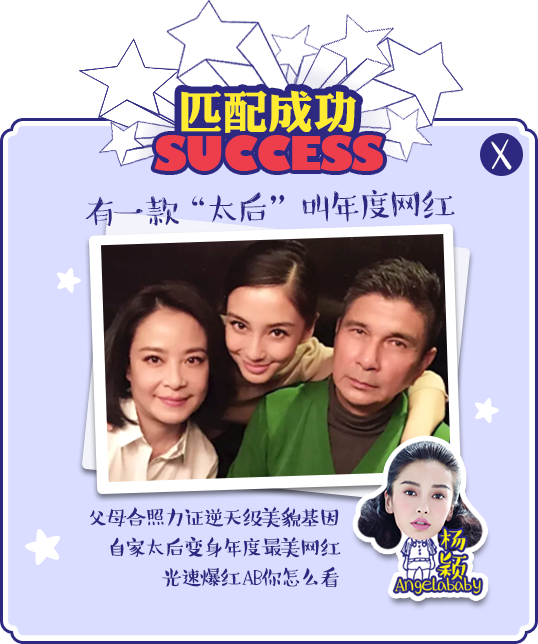 匹配成功
SUCCESS
X
有一款“太后”叫年度网红
父母合照力证逆天级美貌基因
自家太后变身年度最美网红
光速爆红AB你怎么看
杨颖
Angelababy